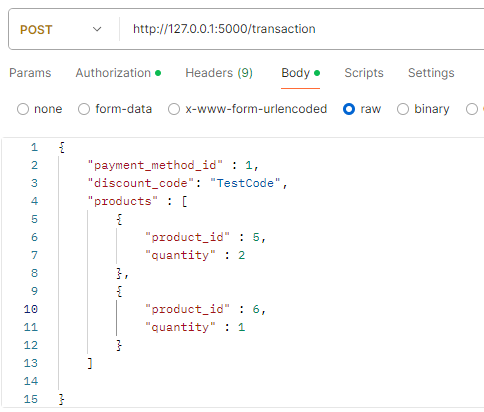 POST http://127.0.0.1:5000/transaction
Params Authorization Headers (9) Body Scripts Settings
none form-data x-www-form-urlencoded raw binary
1 {
2 "payment_method_id" : 1,
3 "discount_code": "TestCode",
4 "products" : [
5 {
6 "product_id" : 5,
7 "quantity" : 2
8 },
9 {
10 "product_id" : 6,
11 "quantity" : 1
12 }
13 ]
14
15 }